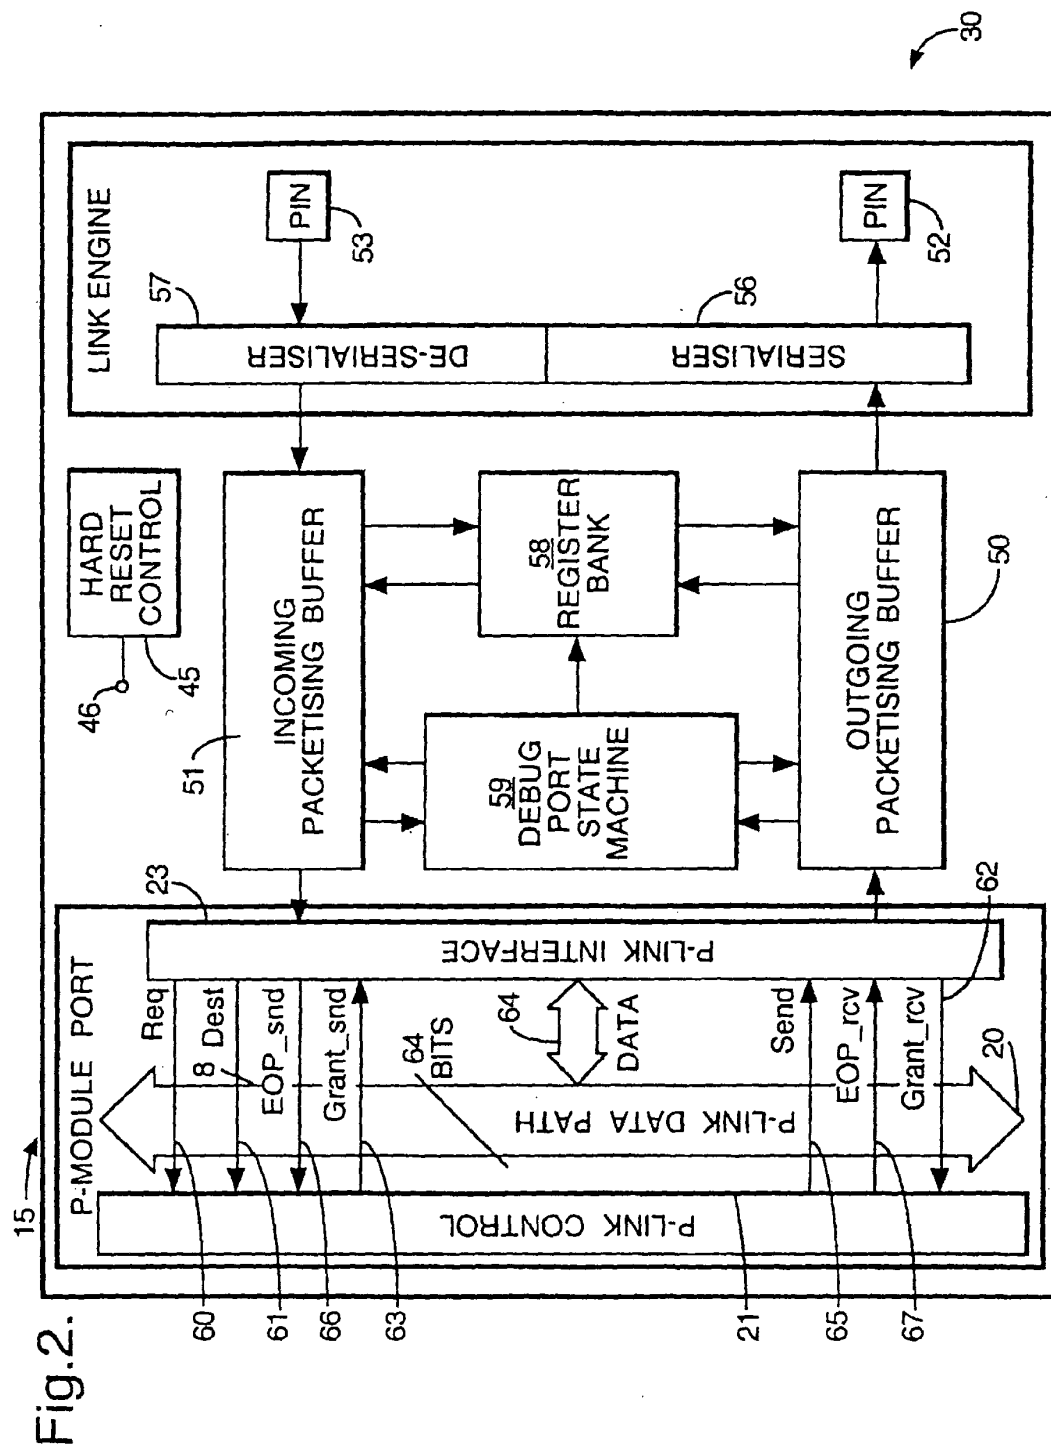 Fig.2.
15
30
P-MODULE PORT
P-LINK CONTROL
P-LINK DATA PATH
P-LINK INTERFACE
23
Req
8
Dest
EOP_snd
Grant_snd
64
BITS
64
DATA
Send
EOP_rcv
Grant_rcv
20
62
60
61
66
63
21
65
67
46
45
HARD
RESET
CONTROL
51
INCOMING
PACKETISING BUFFER
59
DEBUG
PORT
STATE
MACHINE
58
REGISTER
BANK
OUTGOING
PACKETISING BUFFER
50
LINK ENGINE
57
DE-SERIALISER
56
SERIALISER
PIN
53
PIN
52